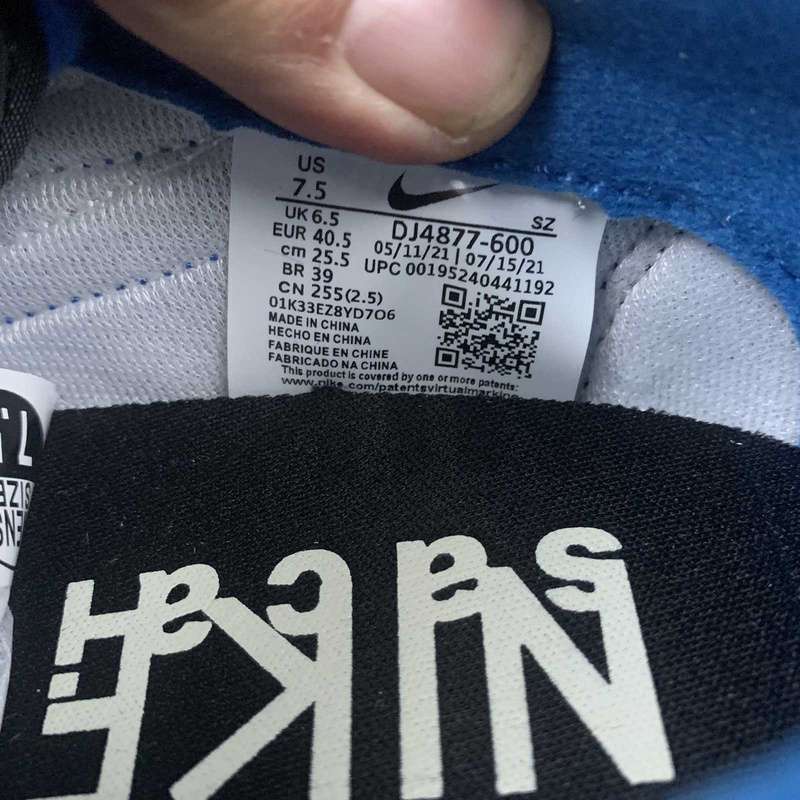 US
7.5
UK 6.5
EUR 40.5
cm 25.5
BR 39
CN 255(2.5)
SZ
DJ4877-600
05/11/21 | 07/15/21
UPC 00195240441192
01K33EZ8YD7O6
MADE IN CHINA
HECHO EN CHINA
FABRIQUE EN CHINE
FABRICADO NA CHINA
This product is covered by one or more patents:
www.nike.com/patentsvirtualmarking
NIKE
sacai
SIZE